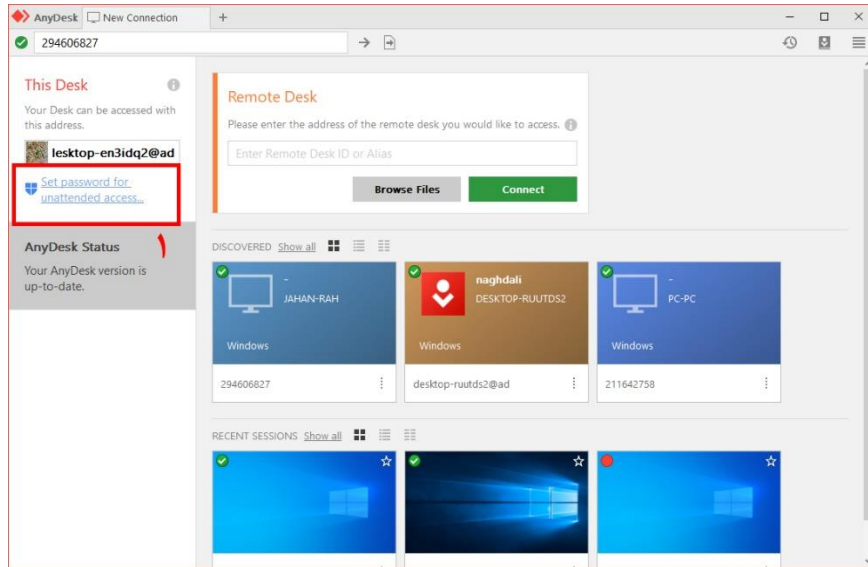 AnyDesk New Connection +
294606827
This Desk
Your Desk can be accessed with
this address.
lesktop-en3idq2@ad
Set password for
unattended access...
۱
AnyDesk Status
Your AnyDesk version is
up-to-date.
Remote Desk
Please enter the address of the remote desk you would like to access.
Enter Remote Desk ID or Alias
Browse Files Connect
DISCOVERED Show all
-
JAHAN-RAH
Windows
294606827
naghdali
DESKTOP-RUUTDS2
Windows
desktop-ruutds2@ad
-
PC-PC
Windows
211642758
RECENT SESSIONS Show all